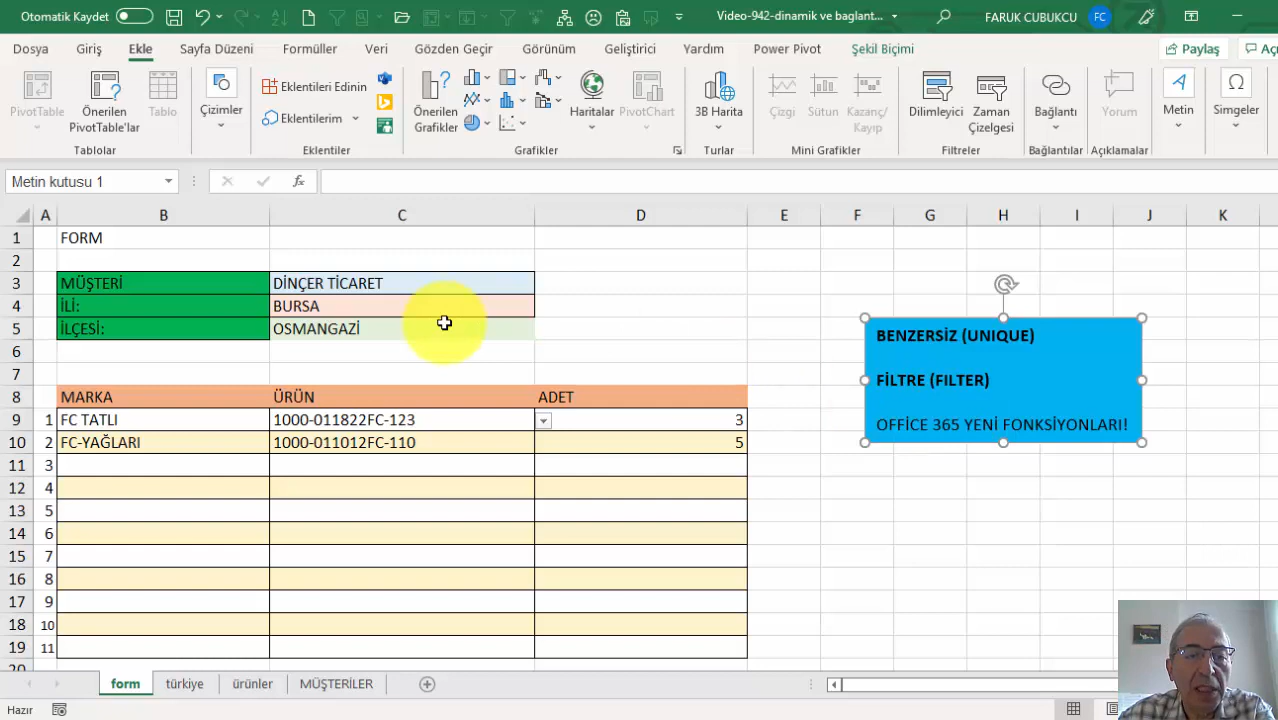 Otomatik Kaydet
Video-942-dinamik ve baglant...
FARUK CUBUKCU
FC
Dosya
Giriş
Ekle
Sayfa Düzeni
Formüller
Veri
Gözden Geçir
Görünüm
Geliştirici
Yardım
Power Pivot
Şekil Biçimi
Paylaş
Aç
PivotTable
Önerilen PivotTable'lar
Tablo
Çizimler
Eklentileri Edinin
Eklentilerim
Önerilen Grafikler
Haritalar
PivotChart
3B Harita
Çizgi
Sütun
Kazanç/ Kayıp
Dilimleyici
Zaman Çizelgesi
Bağlantı
Yorum
Metin
Simgeler
Tablolar
Eklentiler
Grafikler
Turlar
Mini Grafikler
Filtreler
Bağlantılar
Açıklamalar
Metin kutusu 1
fx
A B C D E F G H I J K
1 FORM
2
3 MÜŞTERİ DİNÇER TİCARET
4 İLİ: BURSA
5 İLÇESİ: OSMANGAZİ
6
7
8 MARKA ÜRÜN ADET
9 1 FC TATLI 1000-011822FC-123 3
10 2 FC-YAĞLARI 1000-011012FC-110 5
11 3
12 4
13 5
14 6
15 7
16 8
17 9
18 10
19 11
20
BENZERSİZ (UNIQUE)
FİLTRE (FILTER)
OFFİCE 365 YENİ FONKSİYONLARI!
form
türkiye
ürünler
MÜŞTERİLER
Hazır